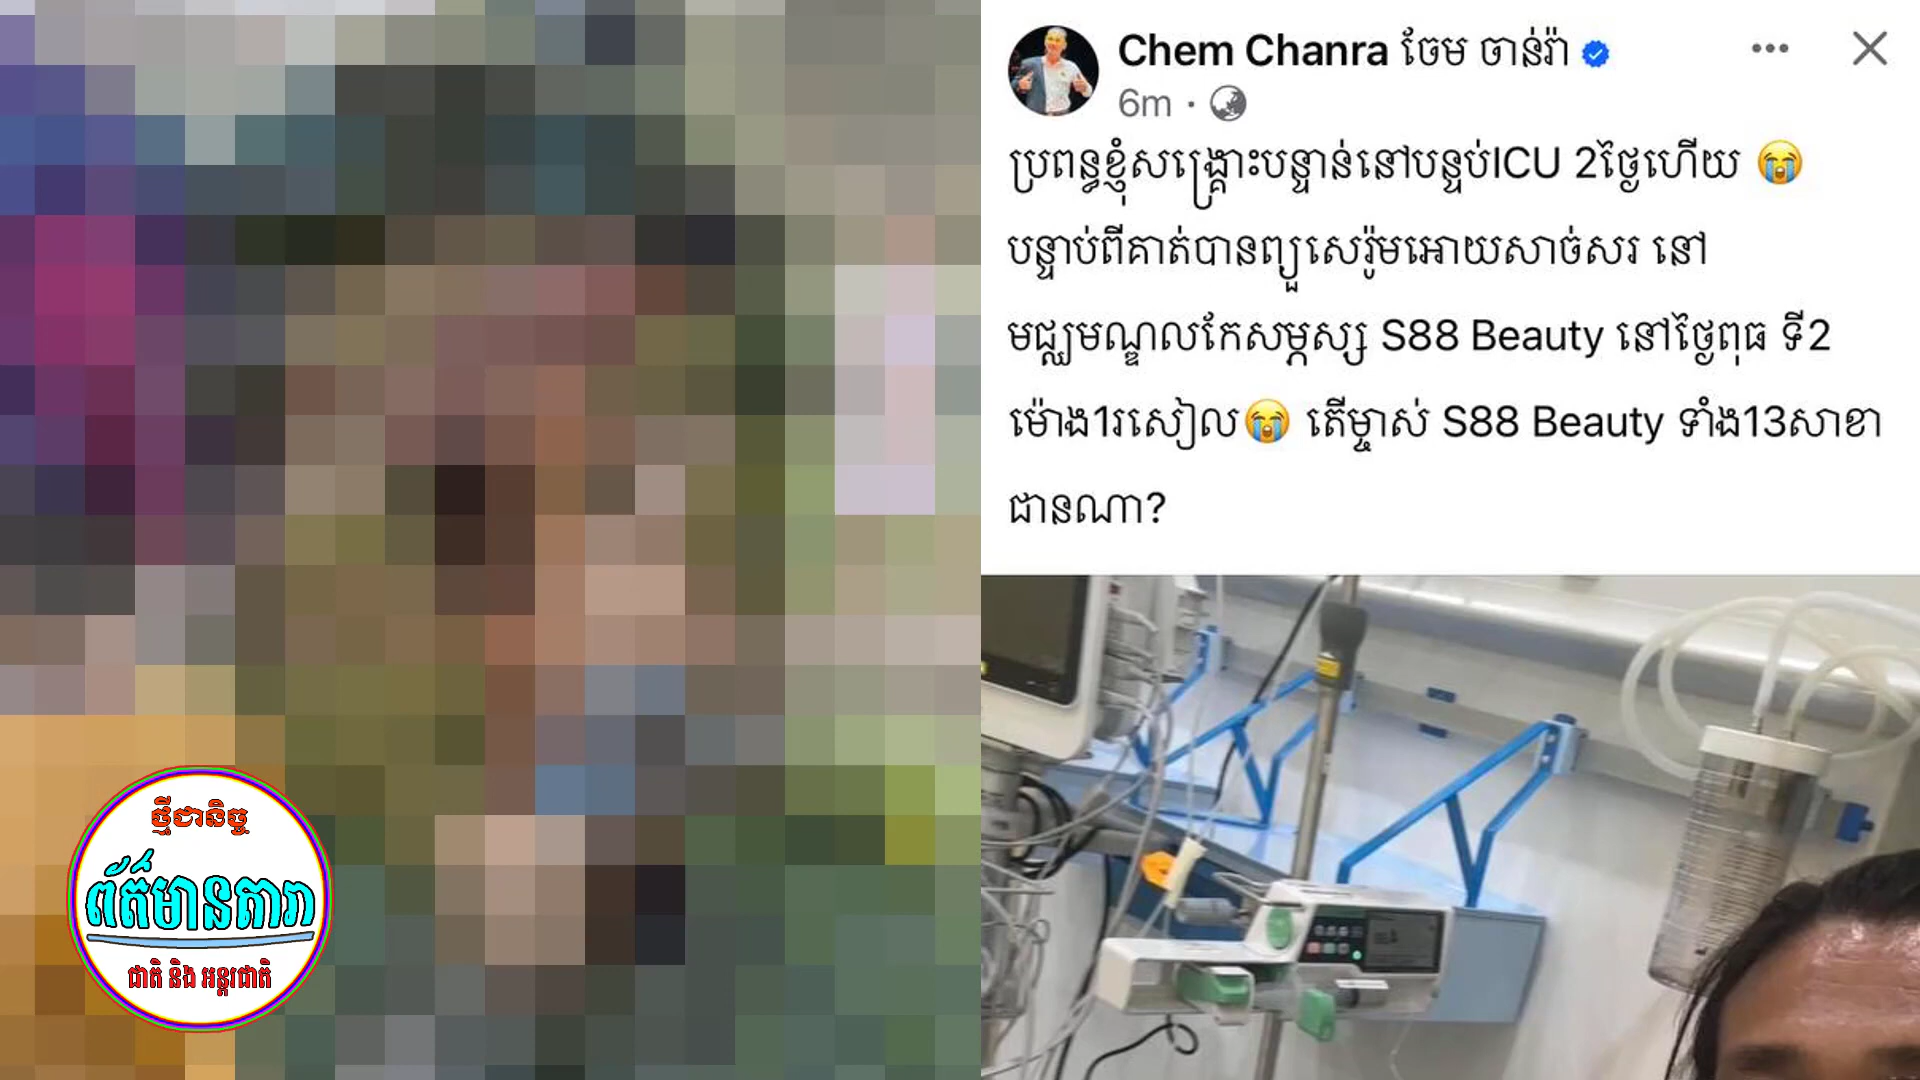 Chem Chanra ចែម ចាន់រ៉ា
6m
ប្រពន្ធខ្ញុំសង្គ្រោះបន្ទាន់នៅបន្ទប់ICU 2ថ្ងៃហើយ 😭
បន្ទាប់ពីគាត់បានព្យួសេរ៉ូមអោយសាច់សរ នៅ
មជ្ឈមណ្ឌលកែសម្ភស្ស S88 Beauty នៅថ្ងៃពុធ ទី2
ម៉ោង1រសៀល😭 តើម្ចាស់ S88 Beauty ទាំង13សាខា
ជានណា?
ថ្មីជានិច្ច
ព័ត៌មានតារា
ជាតិ និង អន្តរជាតិ